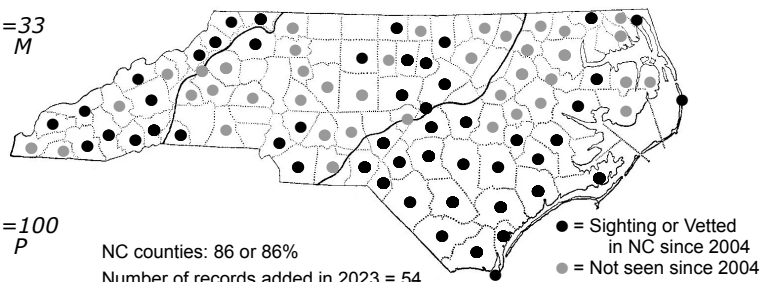 =33
M
=100
P
NC counties: 86 or 86%
Number of records added in 2023 = 54
● = Sighting or Vetted
in NC since 2004
● = Not seen since 2004